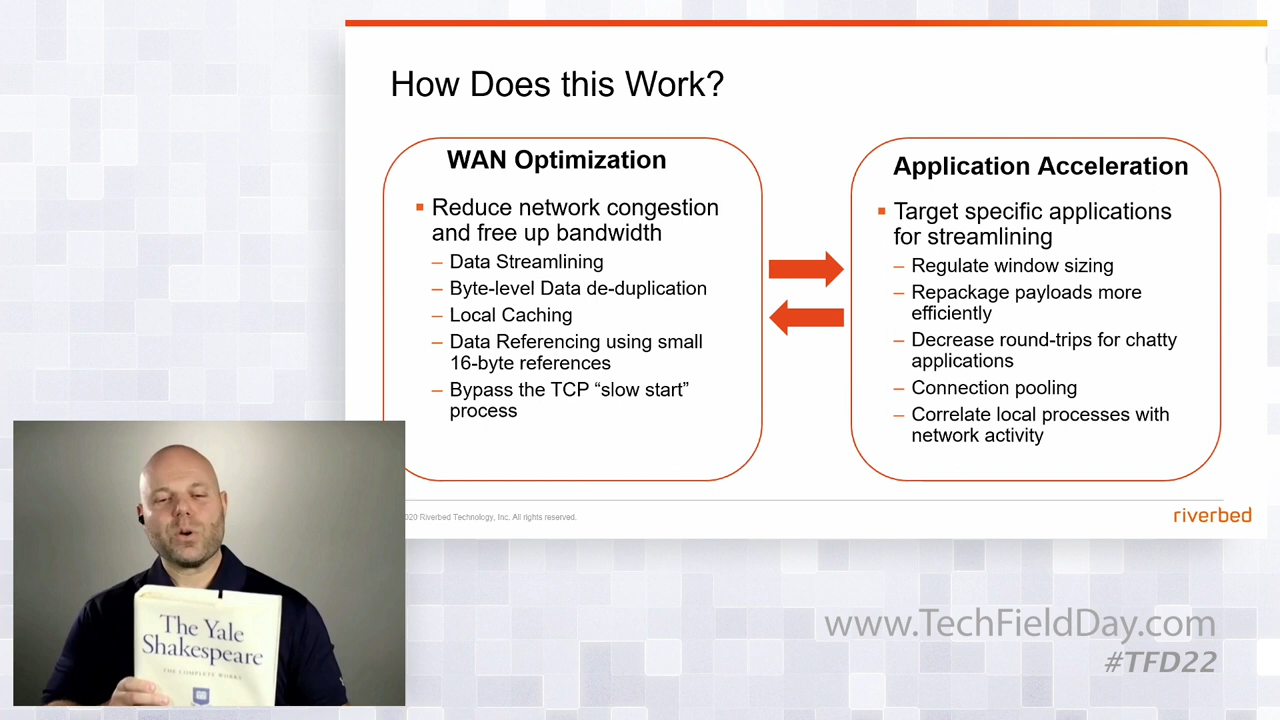 How Does this Work?
WAN Optimization
▪ Reduce network congestion
and free up bandwidth
– Data Streamlining
– Byte-level Data de-duplication
– Local Caching
– Data Referencing using small
16-byte references
– Bypass the TCP “slow start”
process
Application Acceleration
▪ Target specific applications
for streamlining
– Regulate window sizing
– Repackage payloads more
efficiently
– Decrease round-trips for chatty
applications
– Connection pooling
– Correlate local processes with
network activity
020 Riverbed Technology, Inc. All rights reserved.
riverbed
The Yale
Shakespeare
THE COMPLETE WORKS
www.TechFieldDay.com
#TFD22